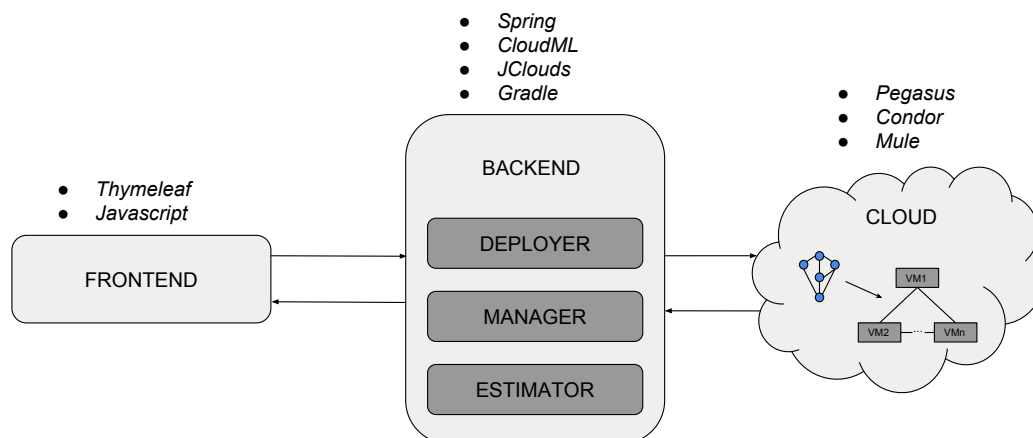 ● Spring
● CloudML
● JClouds
● Gradle
● Pegasus
● Condor
● Mule
● Thymeleaf
● Javascript
FRONTEND
BACKEND
DEPLOYER
MANAGER
ESTIMATOR
CLOUD
VM1
VM2 ... VMn